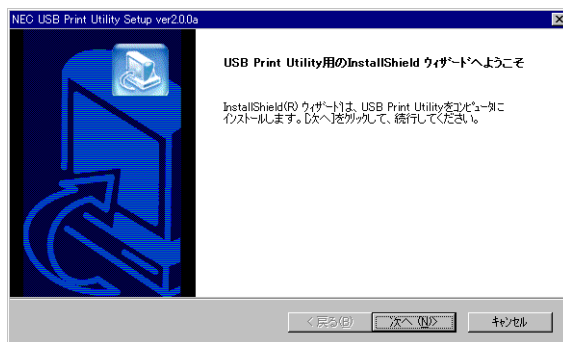 NEC USB Print Utility Setup ver2.0.0a
USB Print Utility用のInstallShield ウィザードへようこそ
InstallShield(R) ウィザードは、USB Print Utilityをコンピュータに
インストールします。[次へ]をクリックして、続行してください。
< 戻る(B)
次へ (N)>
キャンセル